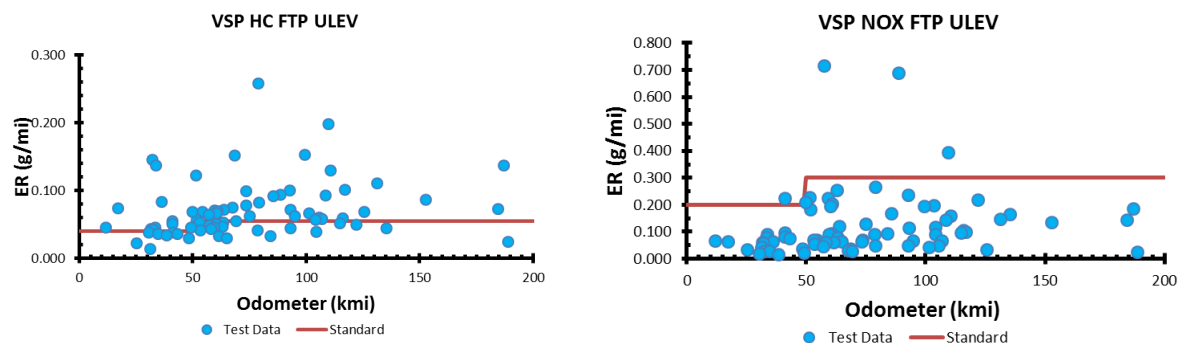 VSP HC FTP ULEV
0.300
0.200
0.100
0.000
ER (g/mi)
0 50 100 150 200
Odometer (kmi)
Test Data Standard
VSP NOX FTP ULEV
0.800
0.700
0.600
0.500
0.400
0.300
0.200
0.100
0.000
ER (g/mi)
0 50 100 150 200
Odometer (kmi)
Test Data Standard